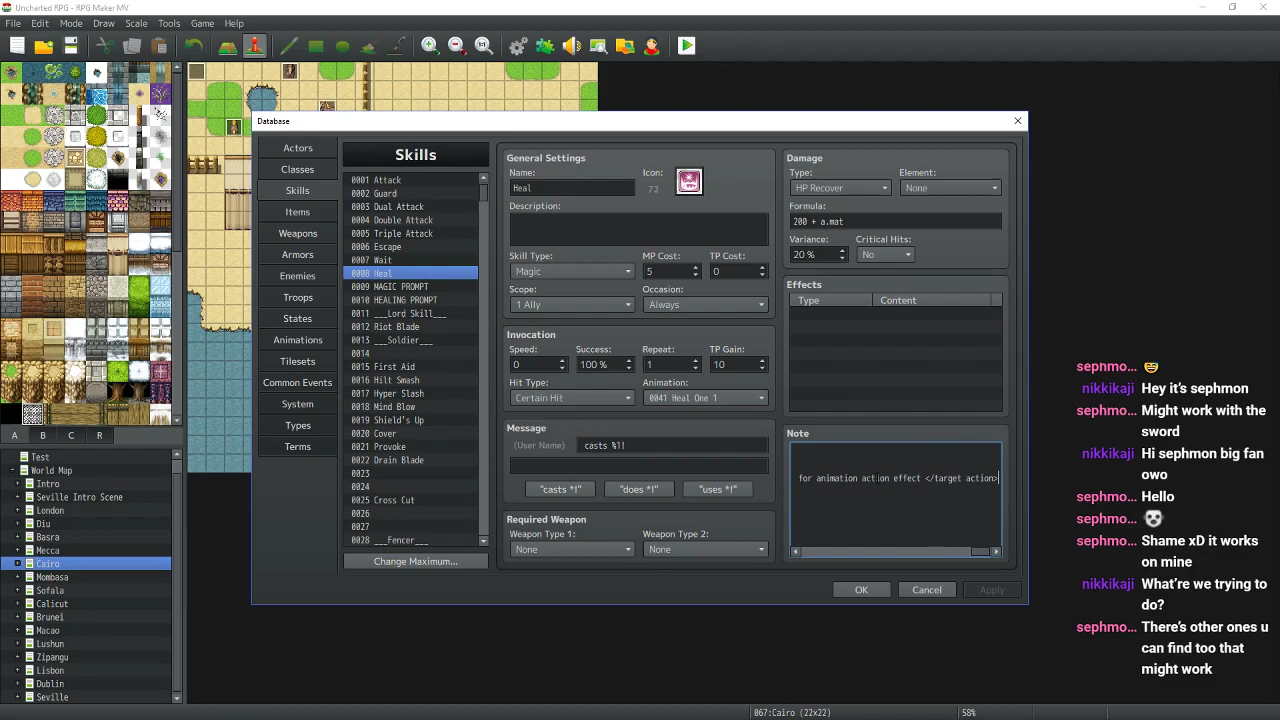 Uncharted RPG - RPG Maker MV
File Edit Mode Draw Scale Tools Game Help
Database
Actors
Classes
Skills
Items
Weapons
Armors
Enemies
Troops
States
Animations
Tilesets
Common Events
System
Types
Terms
Skills
0001 Attack
0002 Guard
0003 Dual Attack
0004 Double Attack
0005 Triple Attack
0006 Escape
0007 Wait
0008 Heal
0009 MAGIC PROMPT
0010 HEALING PROMPT
0011 ___Lord Skill___
0012 Riot Blade
0013 ___Soldier___
0014
0015 First Aid
0016 Hilt Smash
0017 Hyper Slash
0018 Mind Blow
0019 Shield's Up
0020 Cover
0021 Provoke
0022 Drain Blade
0023
0024
0025 Cross Cut
0026
0027
0028 ___Fencer___
Change Maximum...
General Settings
Name: Icon:
Heal 72
Description:
Skill Type: MP Cost: TP Cost:
Magic 5 0
Scope: Occasion:
1 Ally Always
Invocation
Speed: Success: Repeat: TP Gain:
0 100 % 1 10
Hit Type: Animation:
Certain Hit 0041 Heal One 1
Message
(User Name) casts %1!
"casts *!" "does *!" "uses *!"
Required Weapon
Weapon Type 1: Weapon Type 2:
None None
Damage
Type: Element:
HP Recover None
Formula:
200 + a.mat
Variance: Critical Hits:
20 % No
Effects
Type Content
Note
for animation action effect </target action>
OK Cancel Apply
A B C R
Test
World Map
Intro
Seville Intro Scene
London
Diu
Basra
Mecca
Cairo
Mombasa
Sofala
Calicut
Brunei
Macao
Lushun
Zipangu
Lisbon
Dublin
Seville
067:Cairo (22x22) 58%
sephmo... 😅
nikkikaji Hey it's sephmon
sephmo... Might work with the
sword
nikkikaji Hi sephmon big fan
owo
sephmo... Hello
sephmo...
sephmo... Shame xD it works
on mine
nikkikaji What're we trying to
do?
sephmo... There's other ones u
can find too that
might work